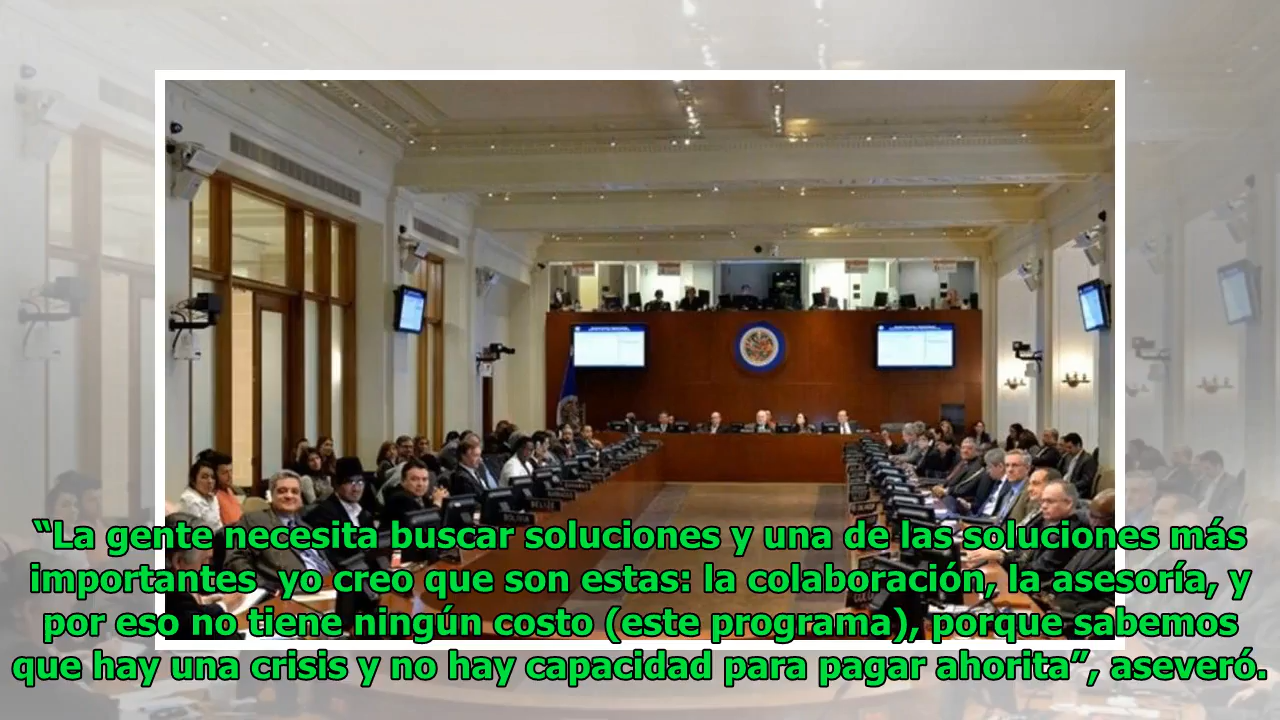 BELIZE
BOLIVIA
“La gente necesita buscar soluciones y una de las soluciones más
importantes  yo creo que son estas: la colaboración, la asesoría, y
por eso no tiene ningún costo (este programa), porque sabemos
que hay una crisis y no hay capacidad para pagar ahorita”, aseveró.